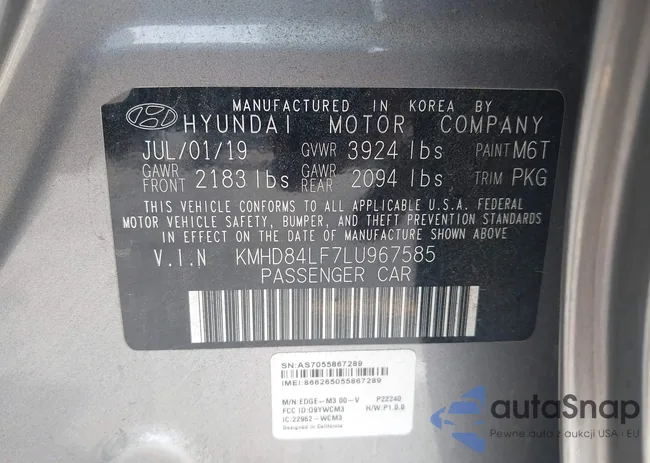 MANUFACTURED IN KOREA BY
HYUNDAI MOTOR COMPANY
JUL/01/19 GVWR 3924 lbs PAINT M6T
GAWR FRONT 2183 lbs GAWR REAR 2094 lbs TRIM PKG
THIS VEHICLE CONFORMS TO ALL APPLICABLE U.S.A. FEDERAL
MOTOR VEHICLE SAFETY, BUMPER, AND THEFT PREVENTION STANDARDS
IN EFFECT ON THE DATE OF MANUFACTURE SHOWN ABOVE
V.I.N KMHD84LF7LU967585
PASSENGER CAR
SN:AS7055867289
IMEI:866265055867289
M/N EDGE-M3 00-V P22240
FCC ID:D9YWCM3 H/W:P1.0.0
IC:22962-WCM3
Designed in California
autoSnap
Pewne auta z aukcji USA i EU